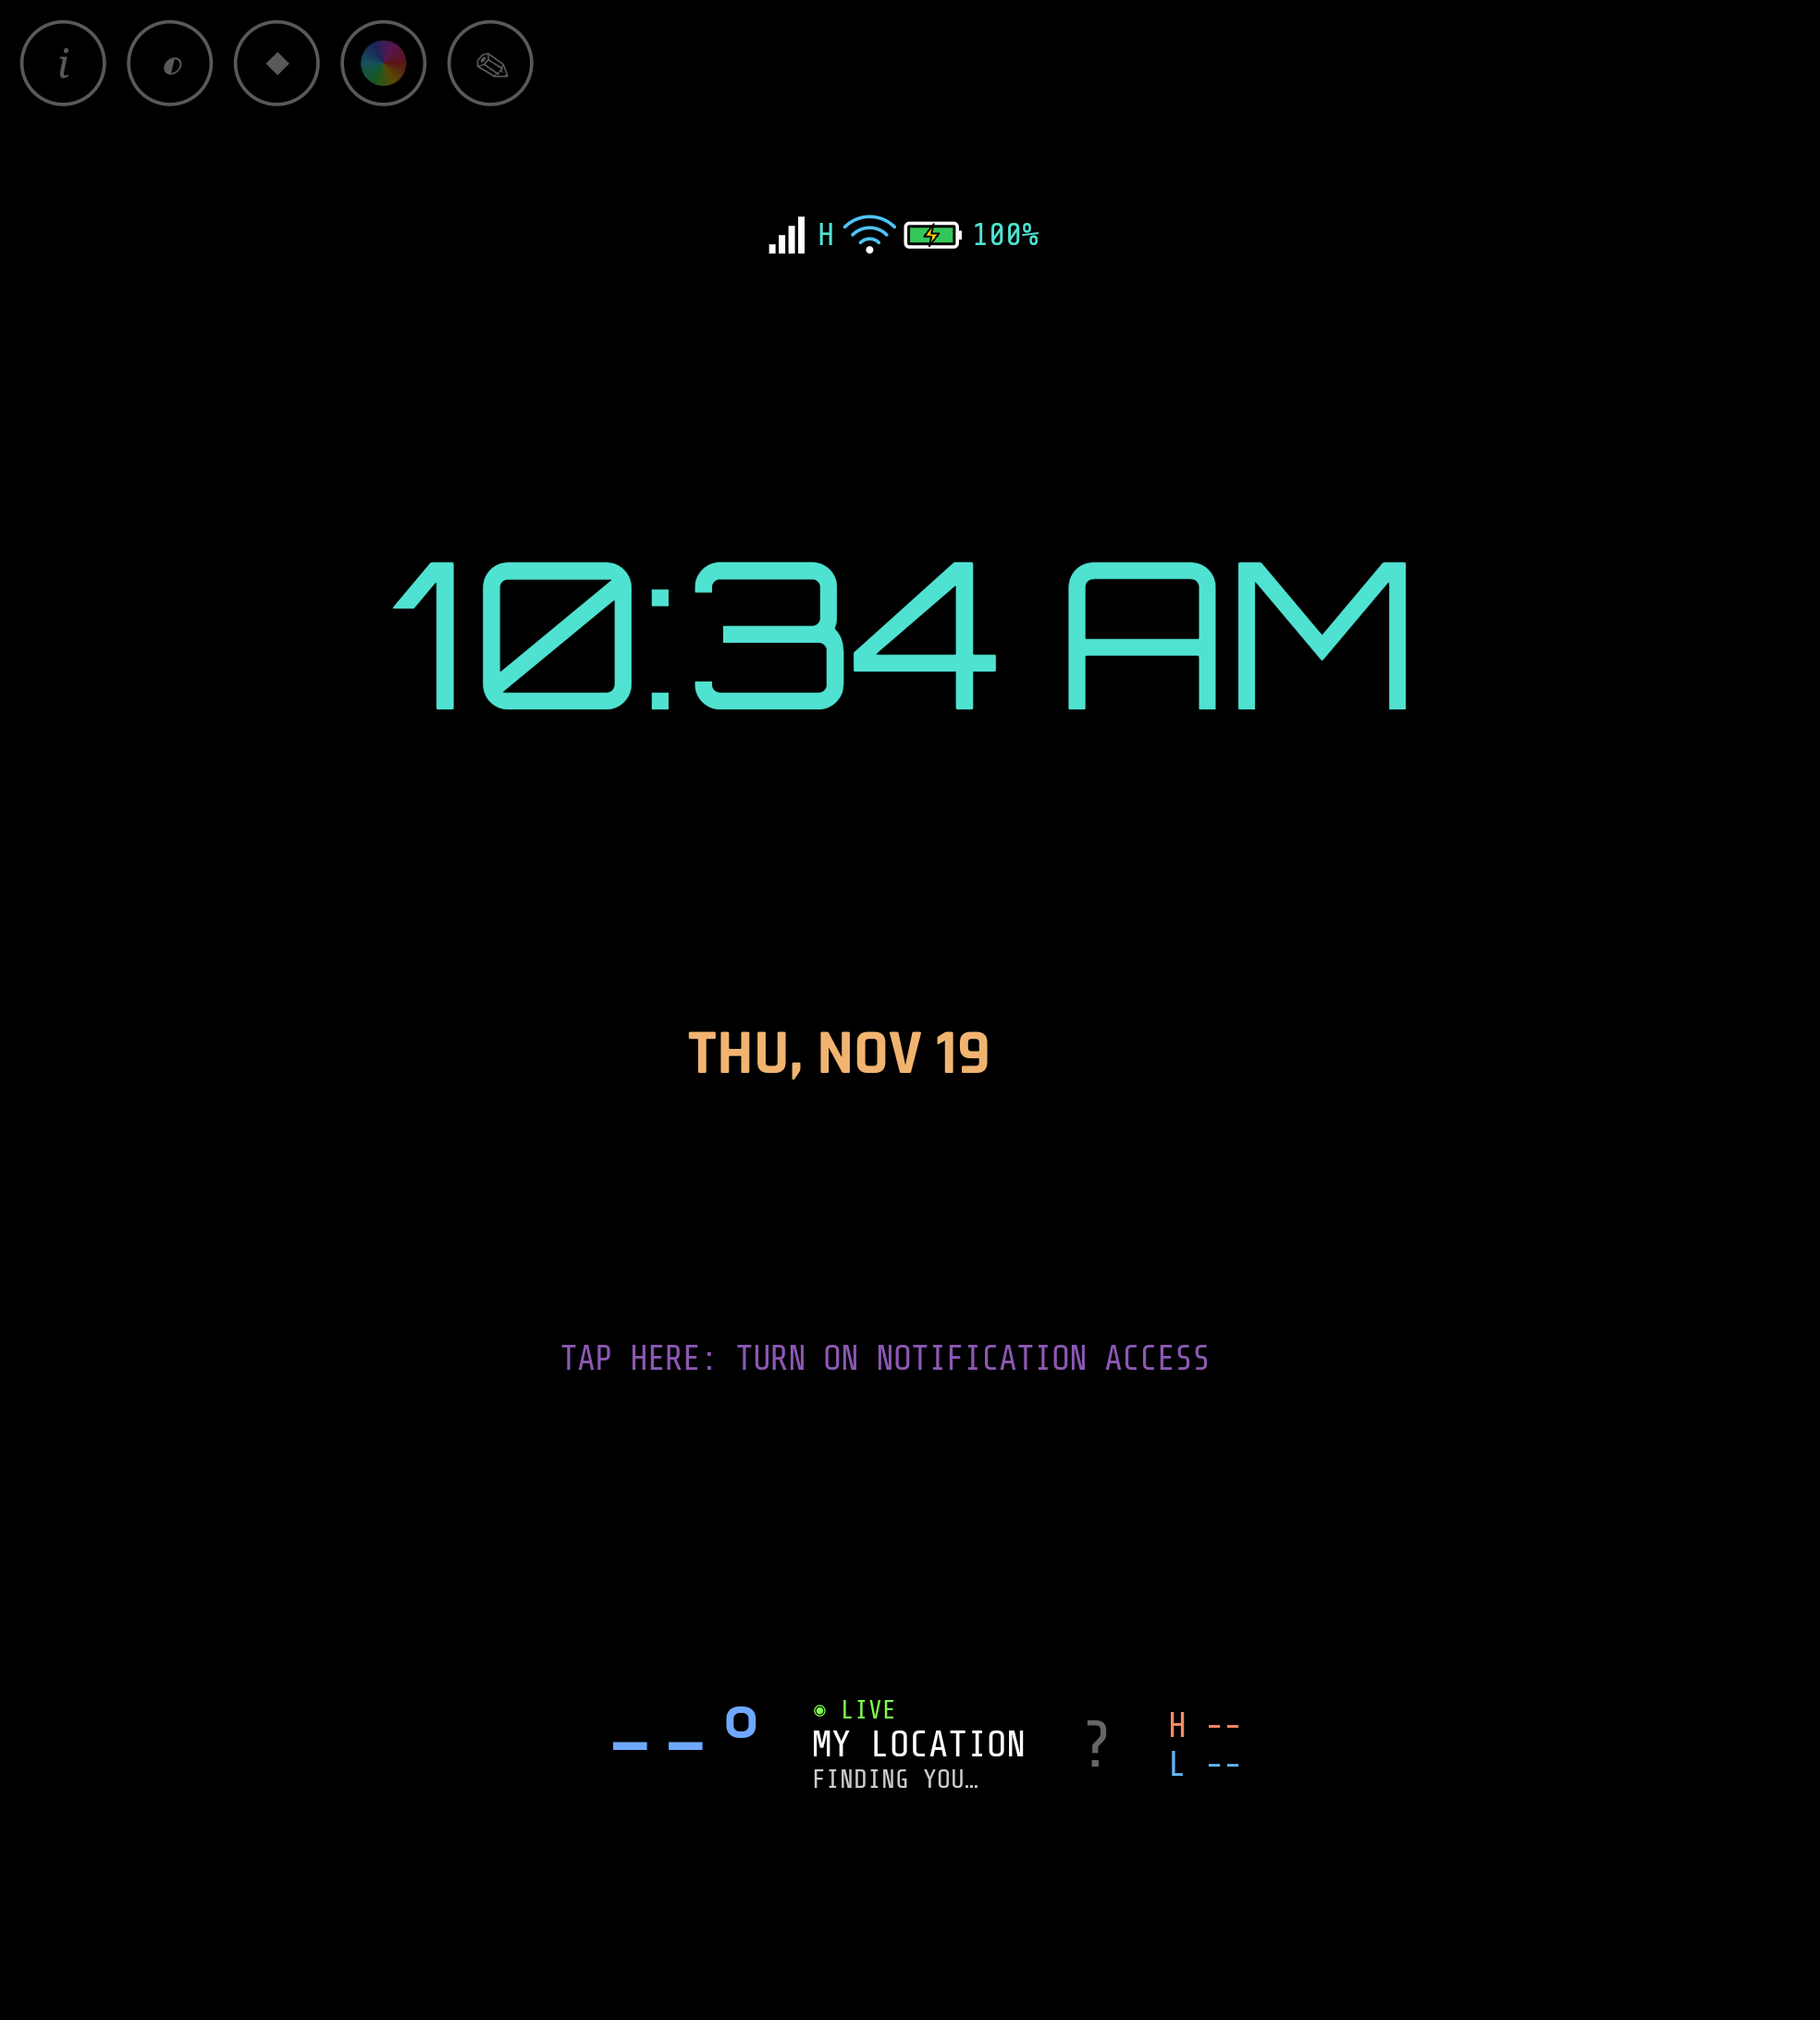 i
H 100%
10:34 AM
THU, NOV 19
TAP HERE: TURN ON NOTIFICATION ACCESS
--°
LIVE
MY LOCATION
FINDING YOU…
?
H --
L --